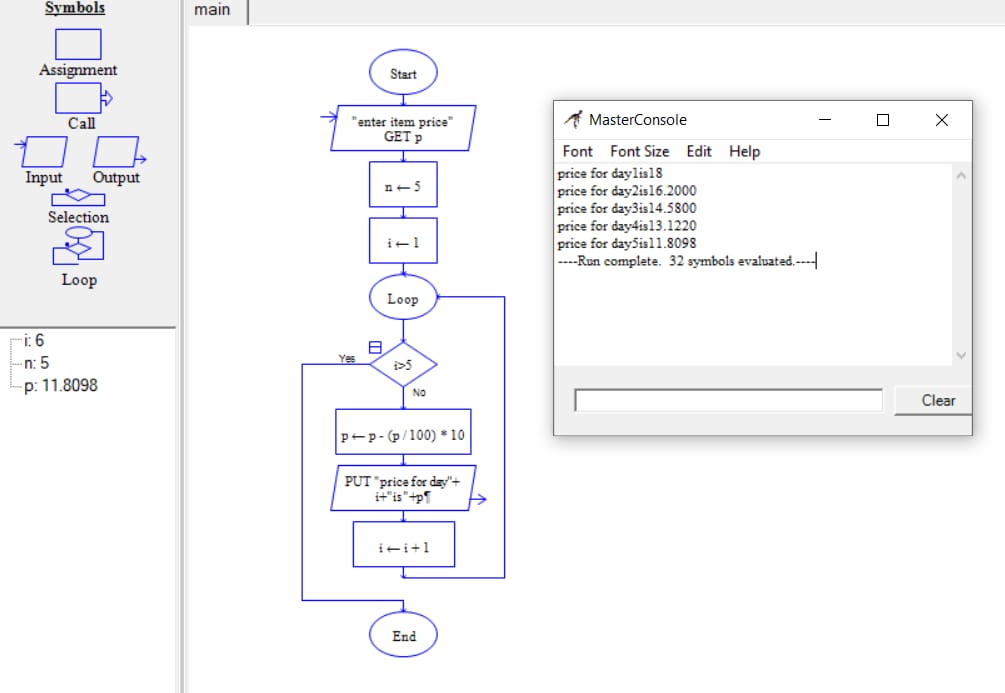 Symbols
Assignment
Call
Input Output
Selection
Loop
i: 6
n: 5
p: 11.8098
main
Start
"enter item price"
GET p
n ← 5
i ← 1
Loop
Yes
i>5
No
p ← p - (p / 100) * 10
PUT "price for day"+
i+"is"+p¶
i ← i + 1
End
MasterConsole
Font Font Size Edit Help
price for day1is18
price for day2is16.2000
price for day3is14.5800
price for day4is13.1220
price for day5is11.8098
----Run complete. 32 symbols evaluated.----
Clear